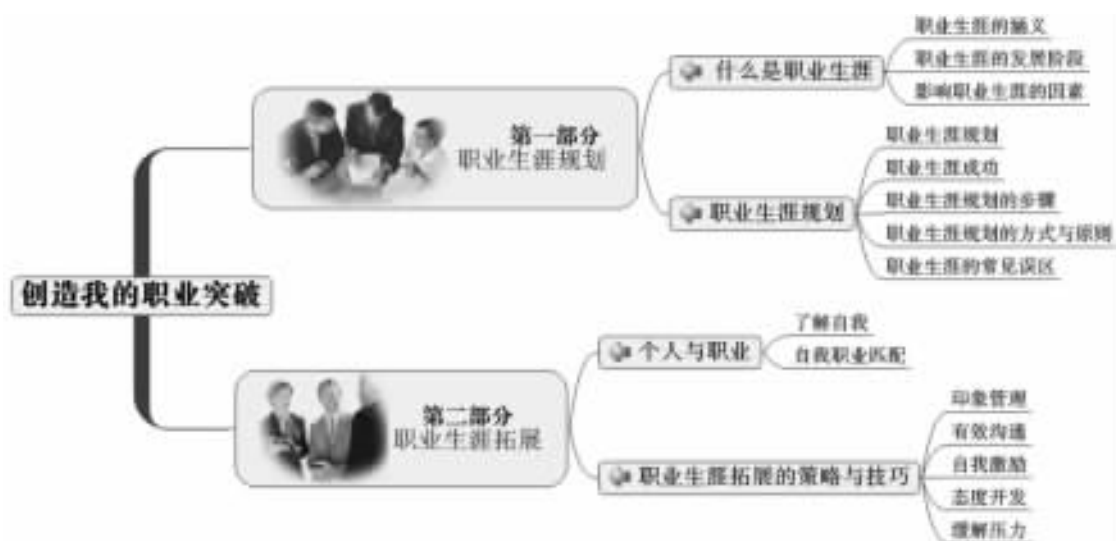 创造我的职业突破
第一部分
职业生涯规划
什么是职业生涯
职业生涯的涵义
职业生涯的发展阶段
影响职业生涯的因素
职业生涯规划
职业生涯规划
职业生涯成功
职业生涯规划的步骤
职业生涯规划的方式与原则
职业生涯的常见误区
第二部分
职业生涯拓展
个人与职业
了解自我
自我职业匹配
职业生涯拓展的策略与技巧
印象管理
有效沟通
自我激励
态度开发
缓解压力